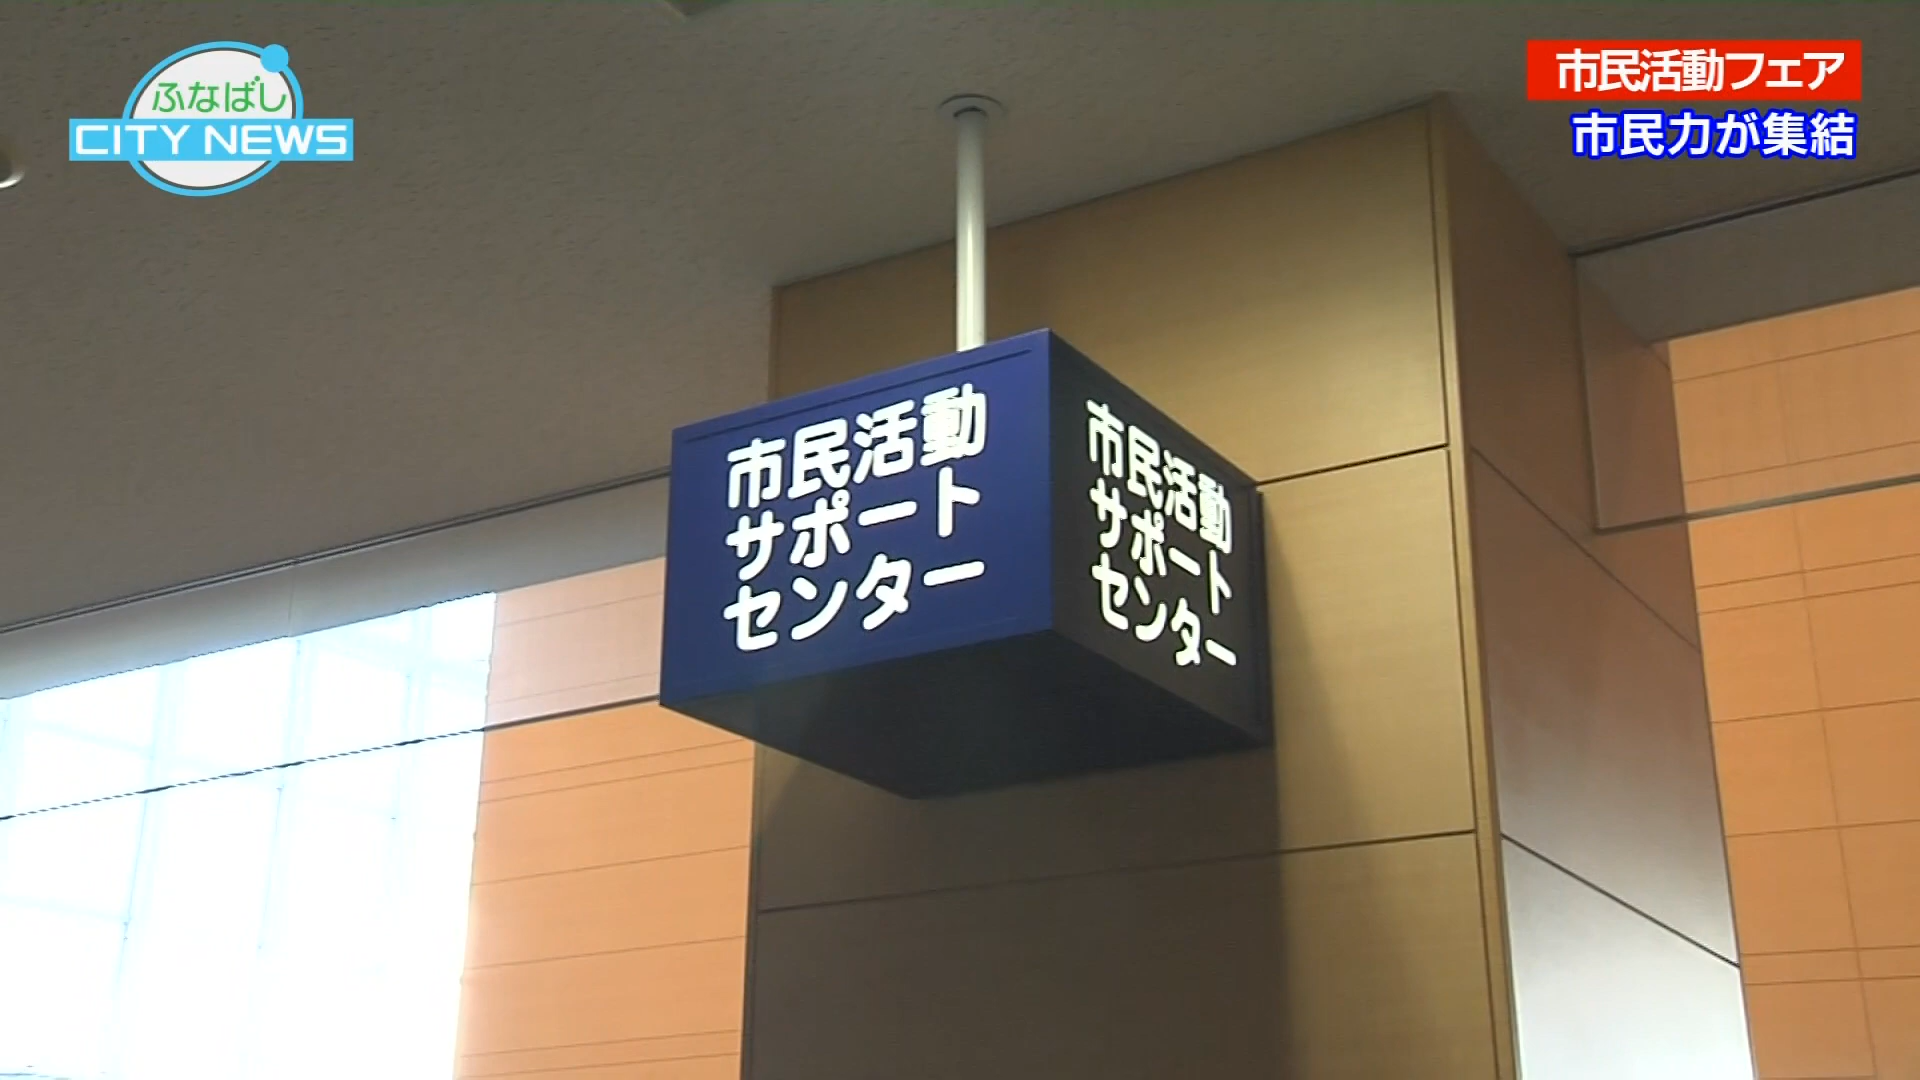 ふなばし
CITY NEWS
市民活動フェア
市民力が集結
市民活動
サポート
センター
市民活動
サポート
センター